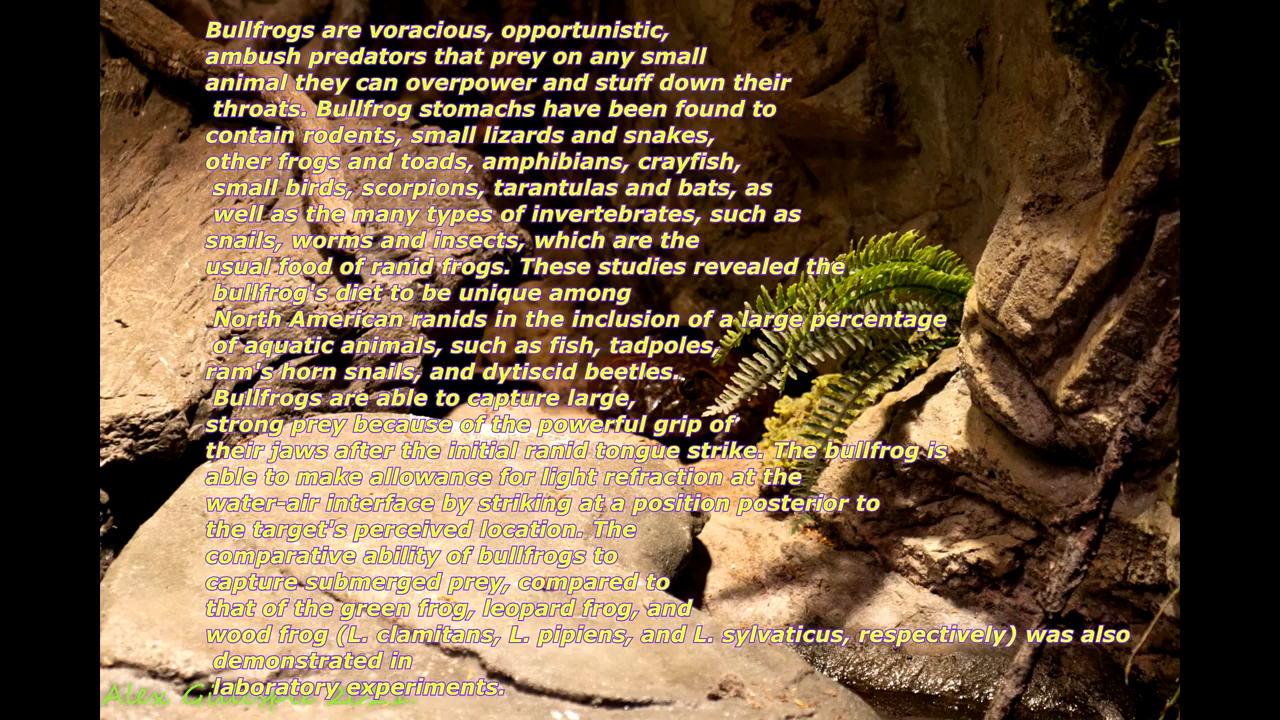 Bullfrogs are voracious, opportunistic,
ambush predators that prey on any small
animal they can overpower and stuff down their
throats. Bullfrog stomachs have been found to
contain rodents, small lizards and snakes,
other frogs and toads, amphibians, crayfish,
small birds, scorpions, tarantulas and bats, as
well as the many types of invertebrates, such as
snails, worms and insects, which are the
usual food of ranid frogs. These studies revealed the
bullfrog's diet to be unique among
North American ranids in the inclusion of a large percentage
of aquatic animals, such as fish, tadpoles,
ram's horn snails, and dytiscid beetles.
Bullfrogs are able to capture large,
strong prey because of the powerful grip of
their jaws after the initial ranid tongue strike. The bullfrog is
able to make allowance for light refraction at the
water-air interface by striking at a position posterior to
the target's perceived location. The
comparative ability of bullfrogs to
capture submerged prey, compared to
that of the green frog, leopard frog, and
wood frog (L. clamitans, L. pipiens, and L. sylvaticus, respectively) was also
demonstrated in
laboratory experiments.
Alex